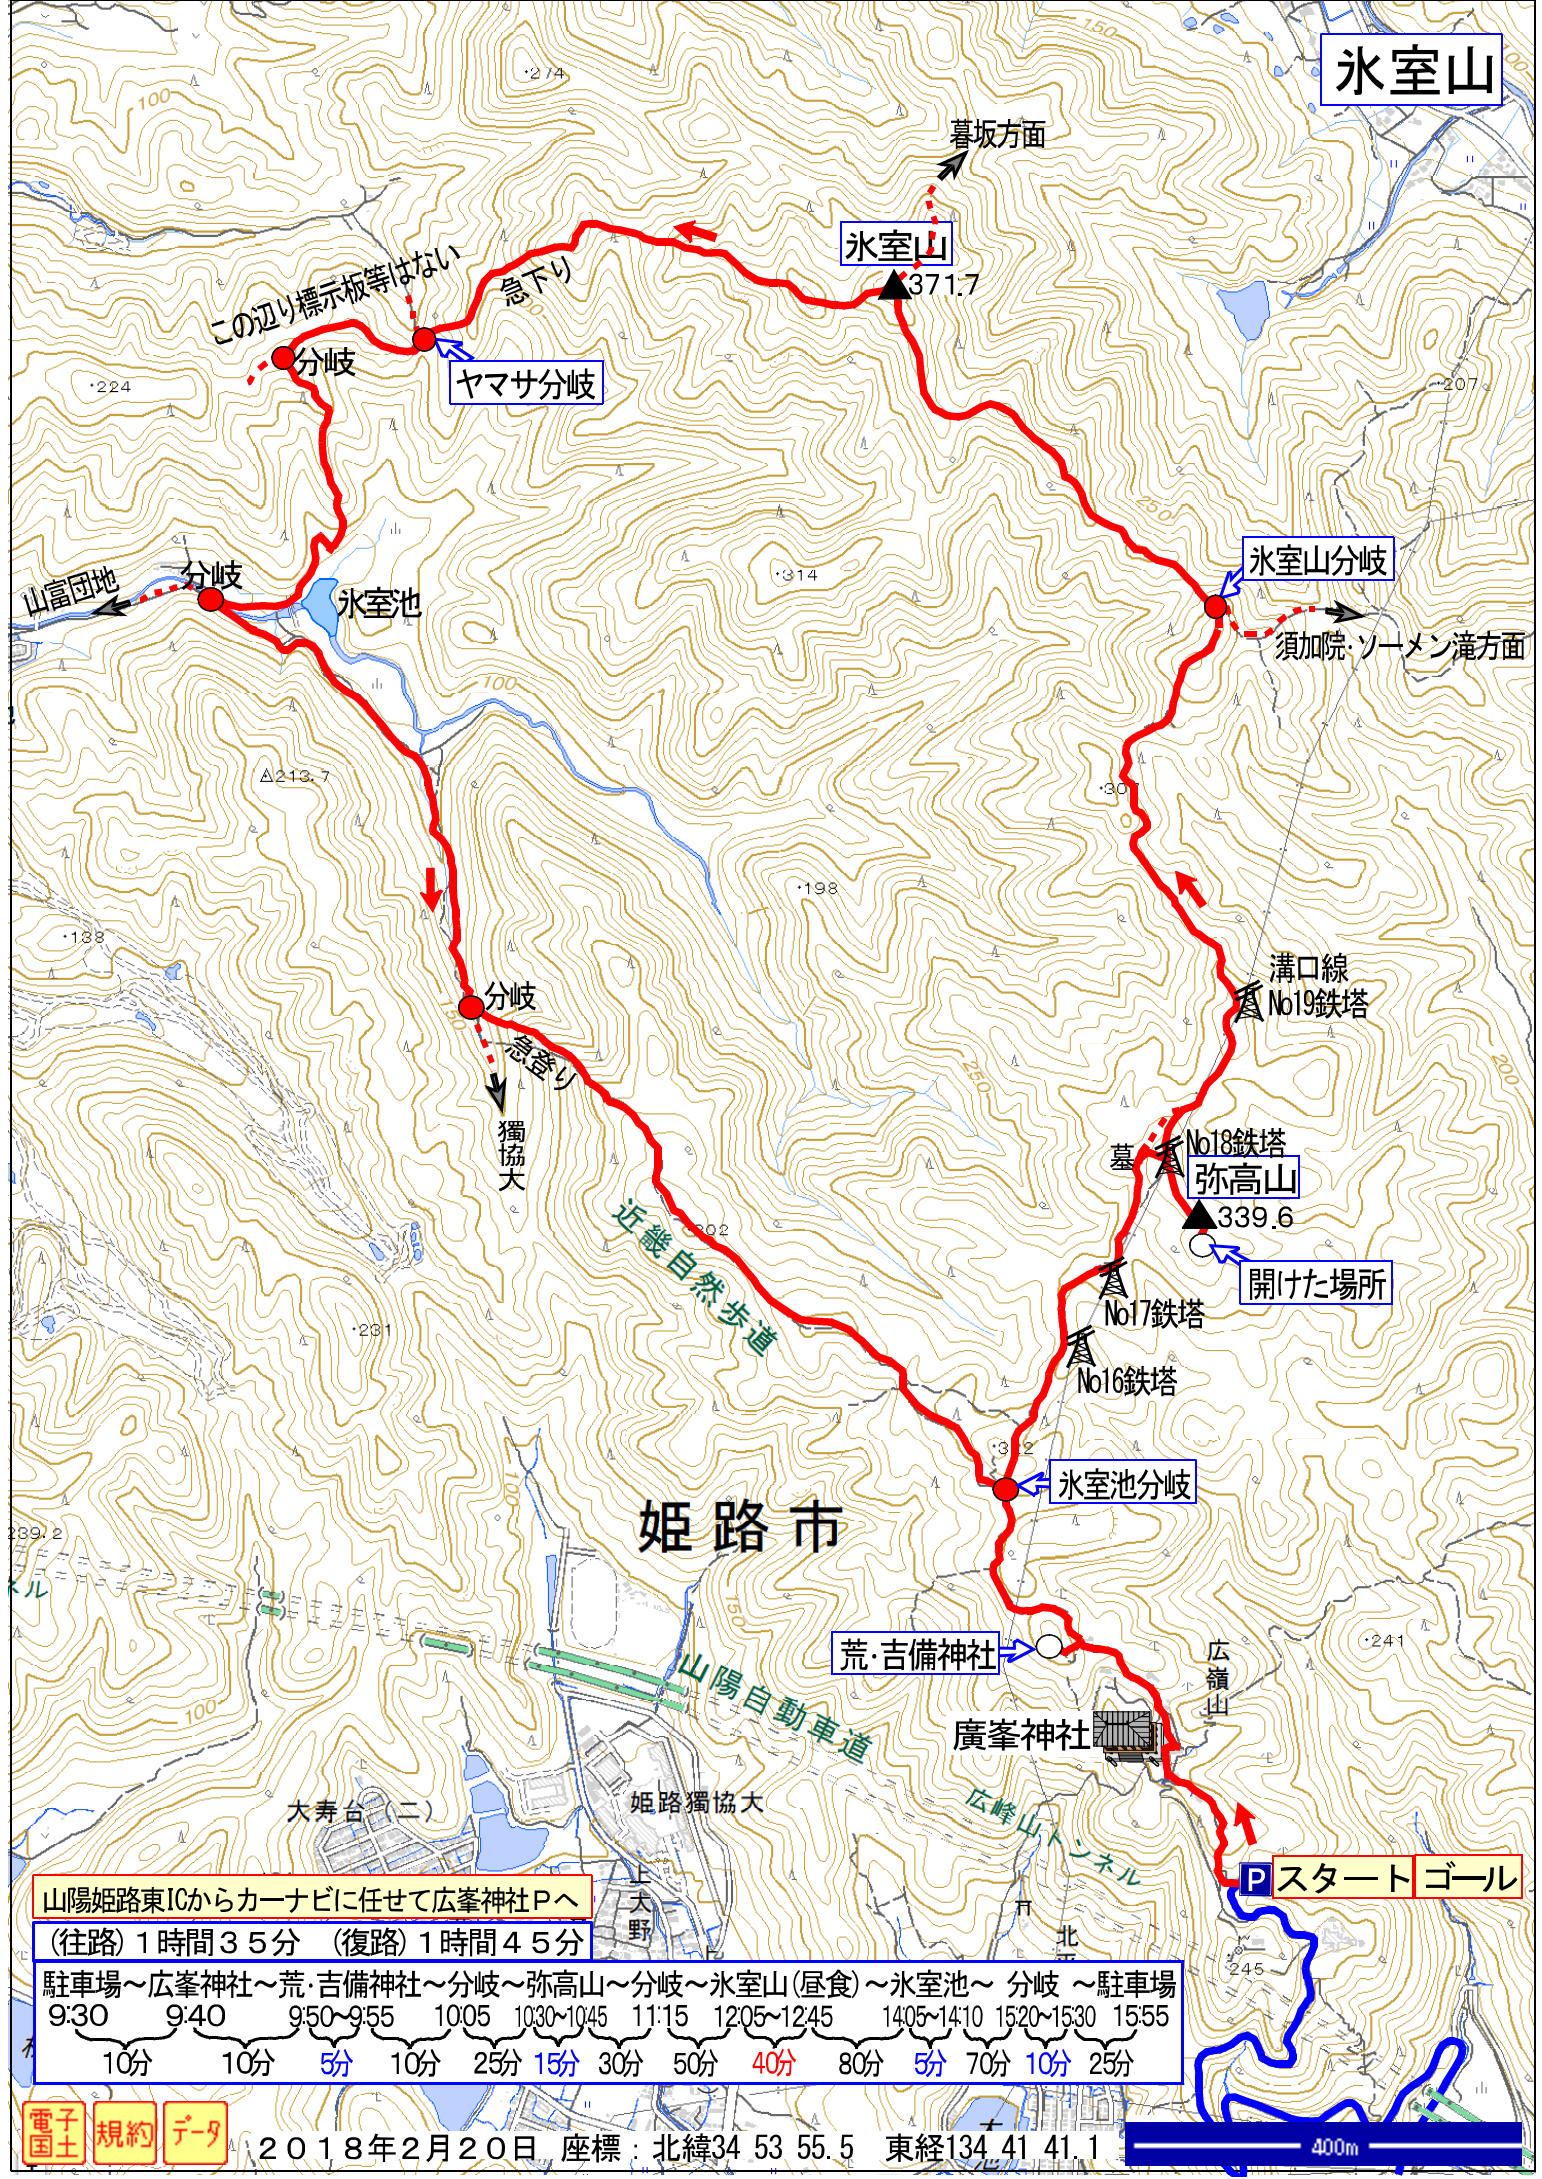 氷室山
150
100
274
100
暮坂方面
氷室山
371.7
この辺り標示板等はない
急下り
分岐
ヤマサ分岐
224
207
250
山富団地
分岐
氷室池
314
氷室山分岐
須加院・ソーメン滝方面
100
213.7
307
198
138
溝口線
No19鉄塔
分岐
150
急登り
250
200
獨協大
墓
No18鉄塔
弥高山
339.6
近畿自然歩道
302
開けた場所
231
No17鉄塔
No16鉄塔
322
氷室池分岐
100
姫路市
239.2
ネル
150
荒・吉備神社
241
広嶺山
山陽自動車道
100
廣峯神社
姫路獨協大
大寿台（二）
広峰山トンネル
P
スタート
ゴール
山陽姫路東ICからカーナビに任せて広峯神社Ｐへ
上大野
(往路)１時間３５分　(復路)１時間４５分
北平
245
駐車場～広峯神社～荒・吉備神社～分岐～弥高山～分岐～氷室山(昼食)～氷室池～ 分岐 ～駐車場
9:30 9:40 9:50～9:55 10:05 10:30～10:45 11:15 12:05～12:45 14:05～14:10 15:20～15:30 15:55
10分 10分 5分 10分 25分 15分 30分 50分 40分 80分 5分 70分 10分 25分
電子国土
規約
データ
２０１８年２月２０日 座標：北緯34 53 55.5 東経134 41 41.1
400m